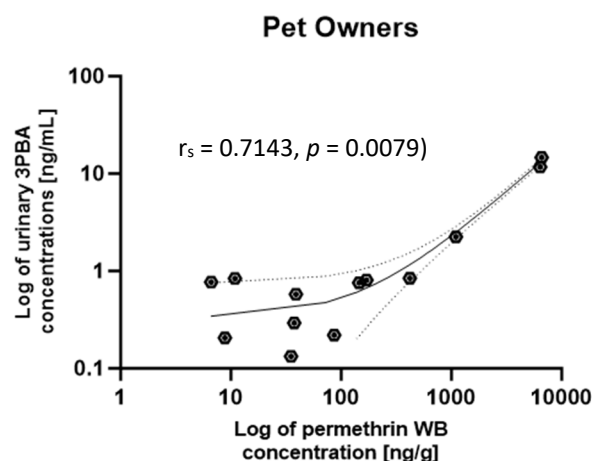 Pet Owners
100
10
1
0.1
Log of urinary 3PBA
concentrations [ng/mL]
rₛ = 0.7143, p = 0.0079)
1
10
100
1000
10000
Log of permethrin WB
concentration [ng/g]